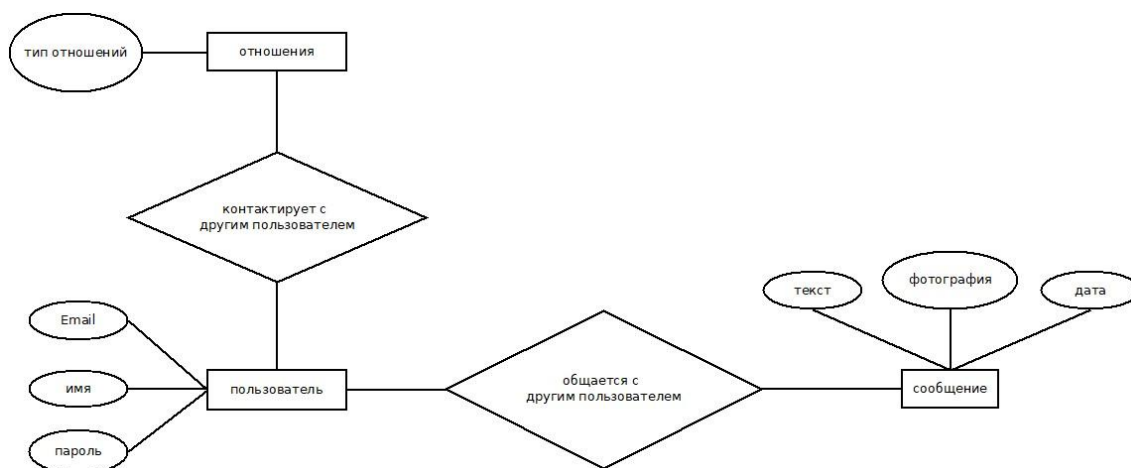 тип отношений
отношения
контактирует с
другим пользователем
Email
имя
пароль
пользователь
общается с
другим пользователем
текст
фотография
дата
сообщение